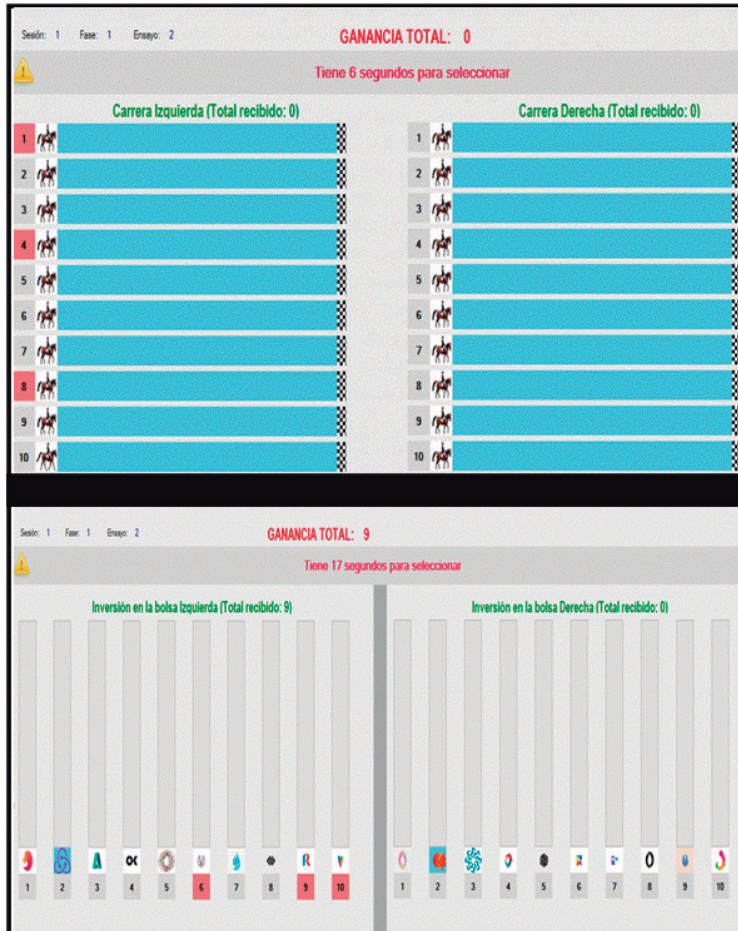 Sesión: 1 Fase: 1 Ensayo: 2 GANANCIA TOTAL: 0
Tiene 6 segundos para seleccionar
Carrera Izquierda (Total recibido: 0) Carrera Derecha (Total recibido: 0)
1 1
2 2
3 3
4 4
5 5
6 6
7 7
8 8
9 9
10 10
Sesión: 1 Fase: 1 Ensayo: 2 GANANCIA TOTAL: 9
Tiene 17 segundos para seleccionar
Inversión en la bolsa Izquierda (Total recibido: 9) Inversión en la bolsa Derecha (Total recibido: 0)
1 2 3 4 5 6 7 8 9 10 1 2 3 4 5 6 7 8 9 10